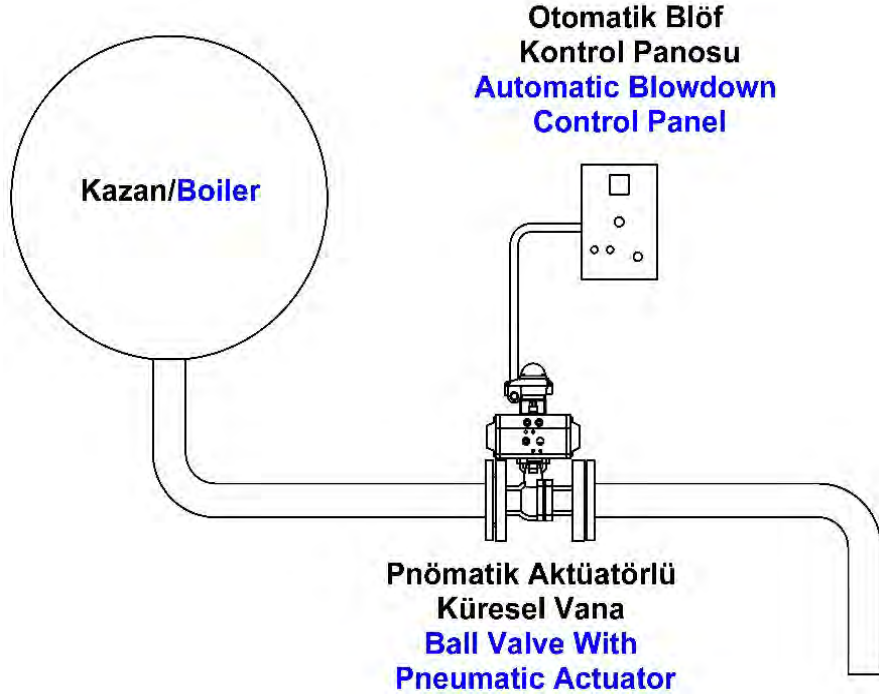 Otomatik Blöf
Kontrol Panosu
Automatic Blowdown
Control Panel
Kazan/Boiler
Pnömatik Aktüatörlü
Küresel Vana
Ball Valve With
Pneumatic Actuator